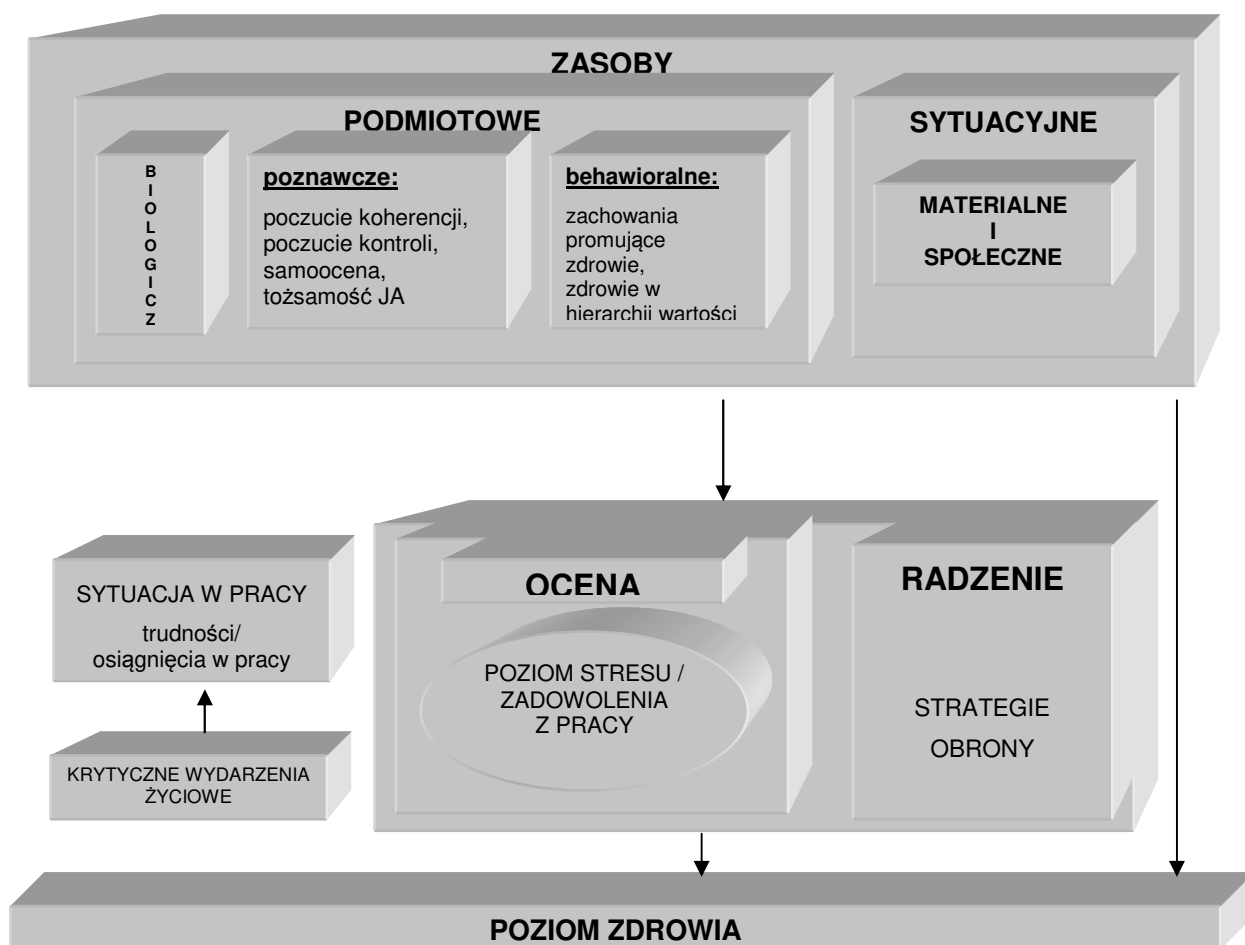 ZASOBY
PODMIOTOWE
B
I
O
L
O
G
I
C
Z
poznawcze:
poczucie koherencji,
poczucie kontroli,
samoocena,
tożsamość JA
behawioralne:
zachowania
promujące
zdrowie,
zdrowie w
hierarchii wartości
SYTUACYJNE
MATERIALNE
I
SPOŁECZNE
SYTUACJA W PRACY
trudności/
osiągnięcia w pracy
KRYTYCZNE WYDARZENIA
ŻYCIOWE
OCENA
POZIOM STRESU /
ZADOWOLENIA
Z PRACY
RADZENIE
STRATEGIE
OBRONY
POZIOM ZDROWIA